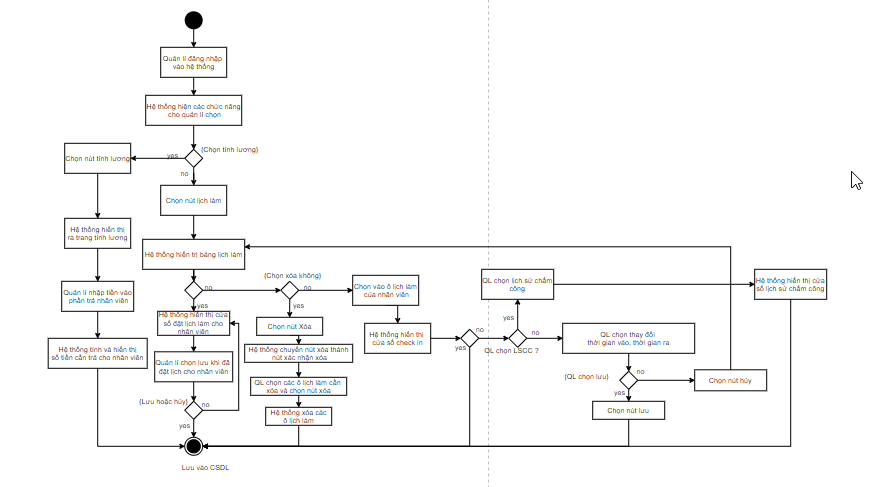 Quản lí đăng nhập
vào hệ thống
Hệ thống hiện các chức năng
cho quản lí chọn
(Chọn tính lương)
yes
no
Chọn nút tính lương
Chọn nút lịch làm
Hệ thống hiển thị
ra trang tính lương
Hệ thống hiển trị bảng lịch làm
(Chọn xóa không)
no
yes
no
yes
Quản lí nhập tiền vào
phần trả nhân viên
Chọn vào ô lịch làm
của nhân viên
QL chọn lịch sử chấm
công
Hệ thống hiển thị cửa
sổ lịch sử chấm công
Hệ thống hiển thị cửa
sổ đặt lịch làm cho
nhân viên
Chọn nút Xóa
Hệ thống hiển thị
cửa sổ check in
no
yes
yes
no
QL chọn LSCC ?
QL chọn thay đổi
thời gian vào, thời gian ra
Hệ thống tính và hiển thị
số tiền cần trả cho nhân viên
Quản lí chọn lưu khi đã
đặt lịch cho nhân viên
Hệ thống chuyển nút xóa thành
nút xác nhận xóa
QL chọn các ô lịch làm cần
xóa và chọn nút xóa
(QL chọn lưu)
no
yes
Chọn nút hủy
(Lưu hoặc hủy)
no
yes
Hệ thống xóa các
ô lịch làm
Chọn nút lưu
Lưu vào CSDL